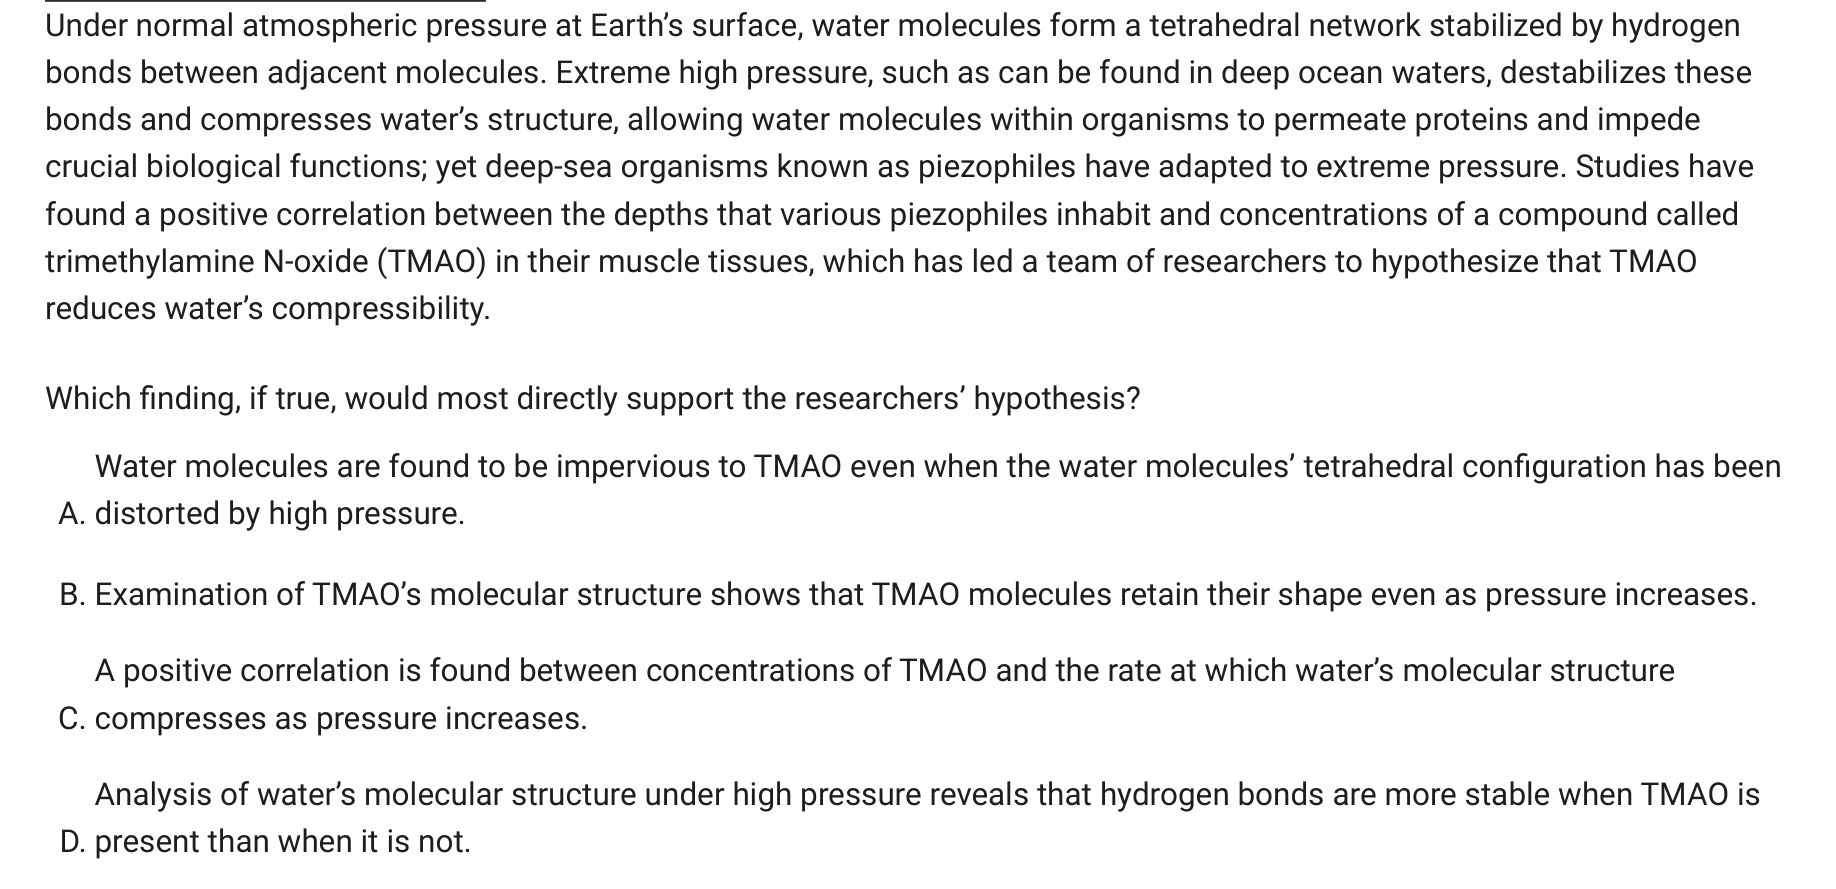 Under normal atmospheric pressure at Earth’s surface, water molecules form a tetrahedral network stabilized by hydrogen
bonds between adjacent molecules. Extreme high pressure, such as can be found in deep ocean waters, destabilizes these
bonds and compresses water’s structure, allowing water molecules within organisms to permeate proteins and impede
crucial biological functions; yet deep-sea organisms known as piezophiles have adapted to extreme pressure. Studies have
found a positive correlation between the depths that various piezophiles inhabit and concentrations of a compound called
trimethylamine N-oxide (TMAO) in their muscle tissues, which has led a team of researchers to hypothesize that TMAO
reduces water’s compressibility.
Which finding, if true, would most directly support the researchers’ hypothesis?
Water molecules are found to be impervious to TMAO even when the water molecules’ tetrahedral configuration has been
A. distorted by high pressure.
B. Examination of TMAO’s molecular structure shows that TMAO molecules retain their shape even as pressure increases.
A positive correlation is found between concentrations of TMAO and the rate at which water’s molecular structure
C. compresses as pressure increases.
Analysis of water’s molecular structure under high pressure reveals that hydrogen bonds are more stable when TMAO is
D. present than when it is not.